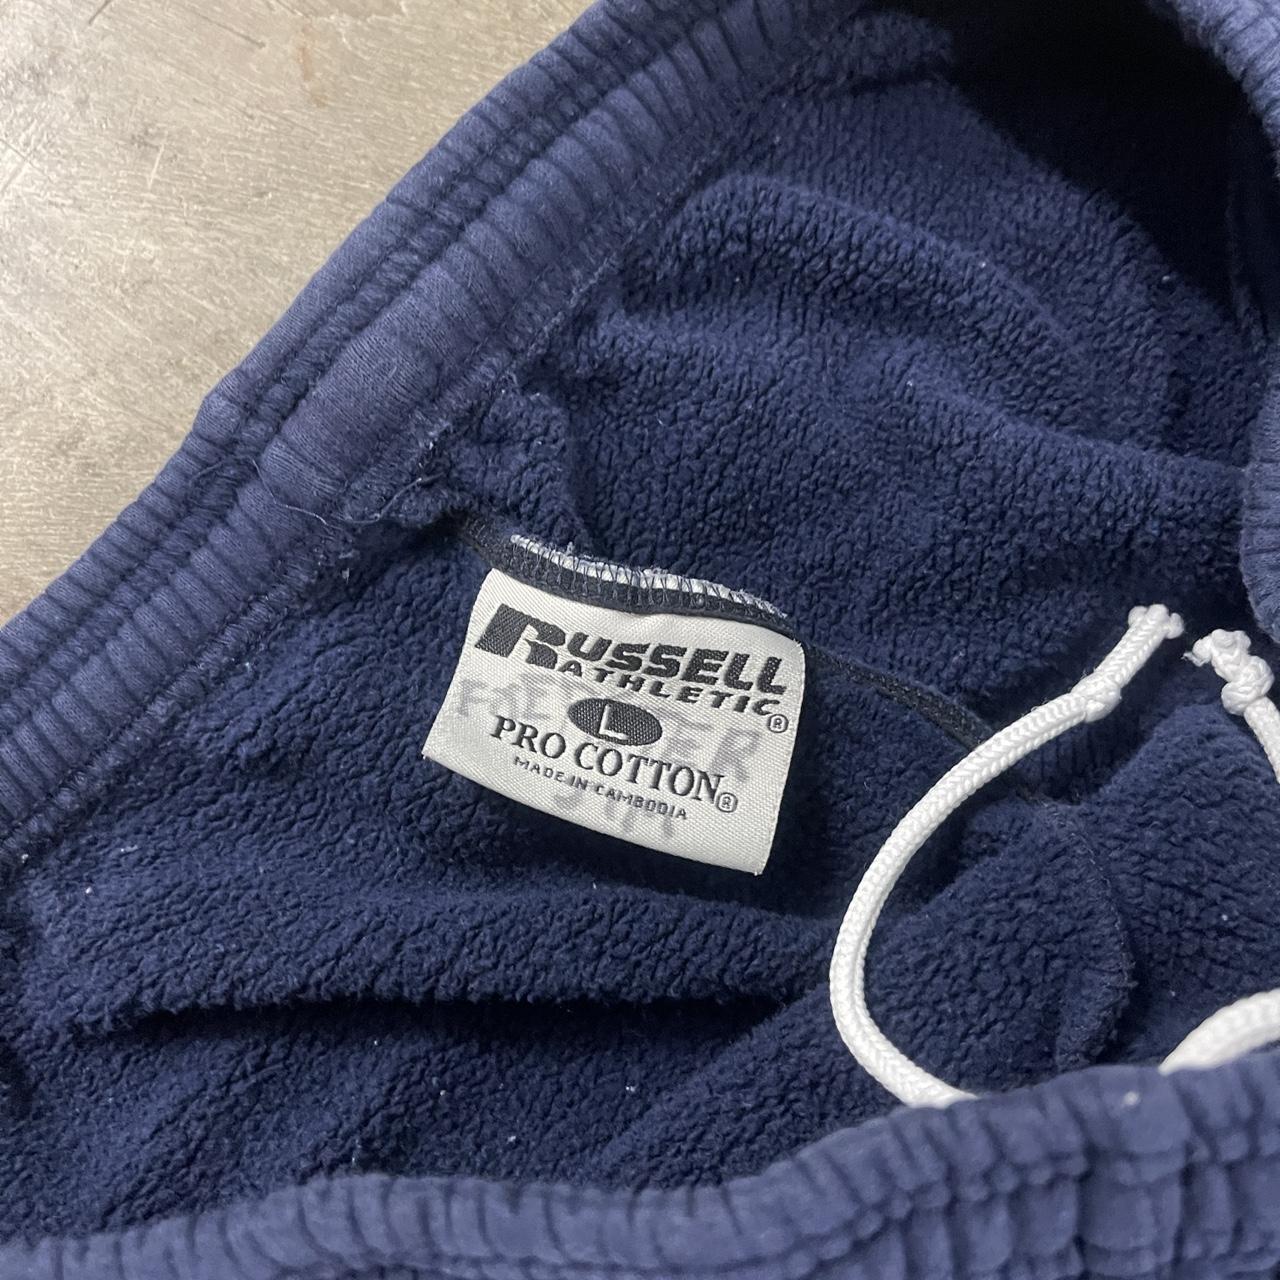 RUSSELL
ATHLETIC®
L
PRO COTTON®
MADE IN CAMBODIA